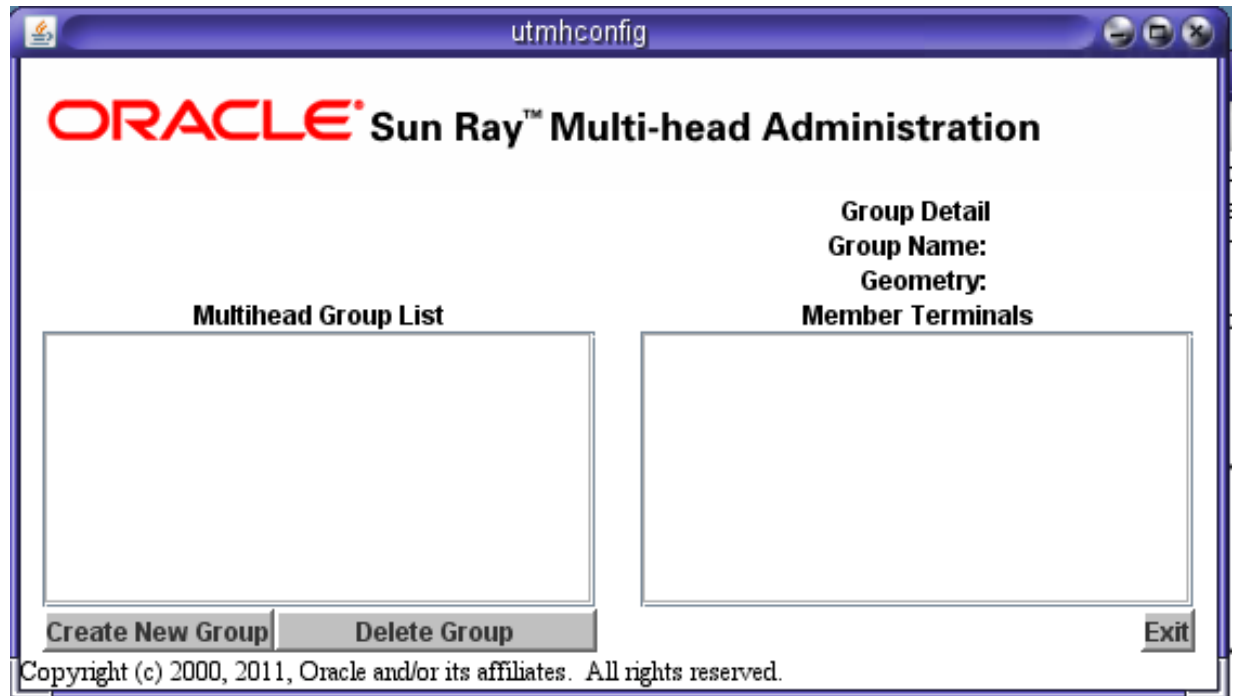 utmhconfig
ORACLE® Sun Ray™ Multi-head Administration
Group Detail
Group Name:
Geometry:
Multihead Group List
Member Terminals
Create New Group
Delete Group
Exit
Copyright (c) 2000, 2011, Oracle and/or its affiliates. All rights reserved.